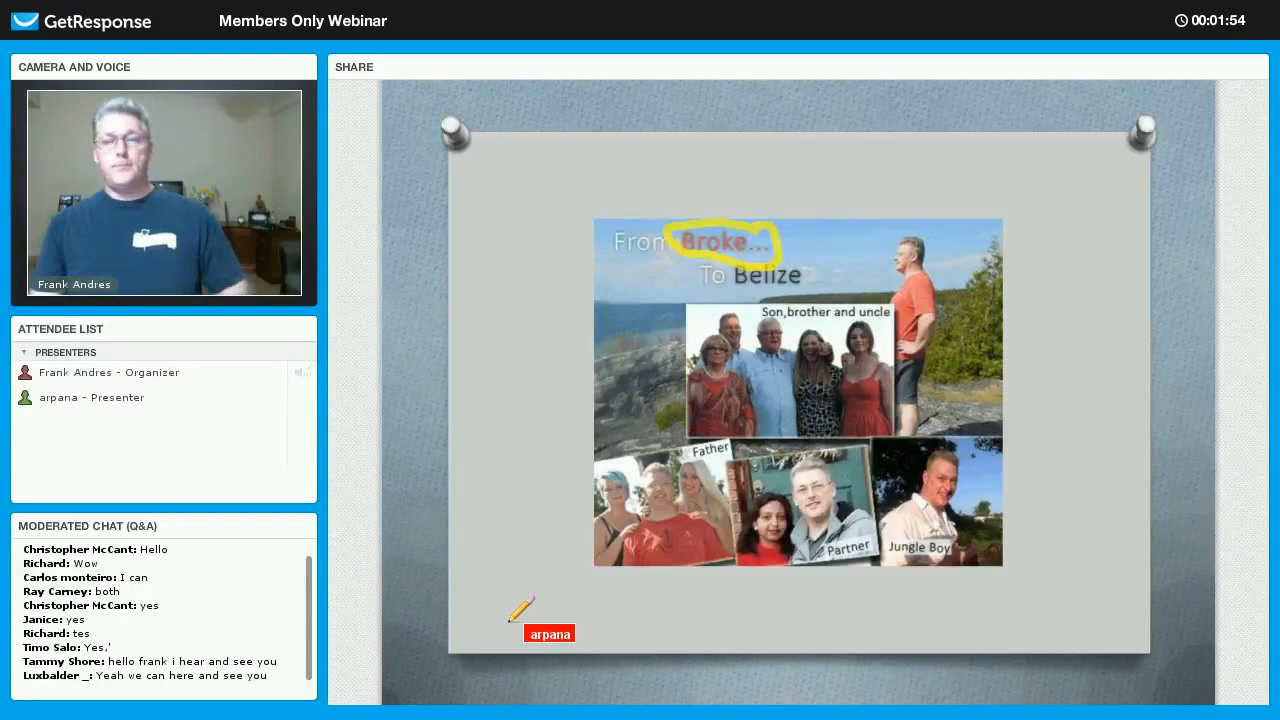 GetResponse
Members Only Webinar
00:01:54
CAMERA AND VOICE
Frank Andres
ATTENDEE LIST
PRESENTERS
Frank Andres - Organizer
arpana - Presenter
MODERATED CHAT (Q&A)
Christopher McCant: Hello
Richard: Wow
Carlos monteiro: I can
Ray Carney: both
Christopher McCant: yes
Janice: yes
Richard: tes
Timo Salo: Yes,'
Tammy Shore: hello frank i hear and see you
Luxbalder _: Yeah we can here and see you
SHARE
From Broke...
To Belize
Son,brother and uncle
Father
Partner
Jungle Boy
arpana